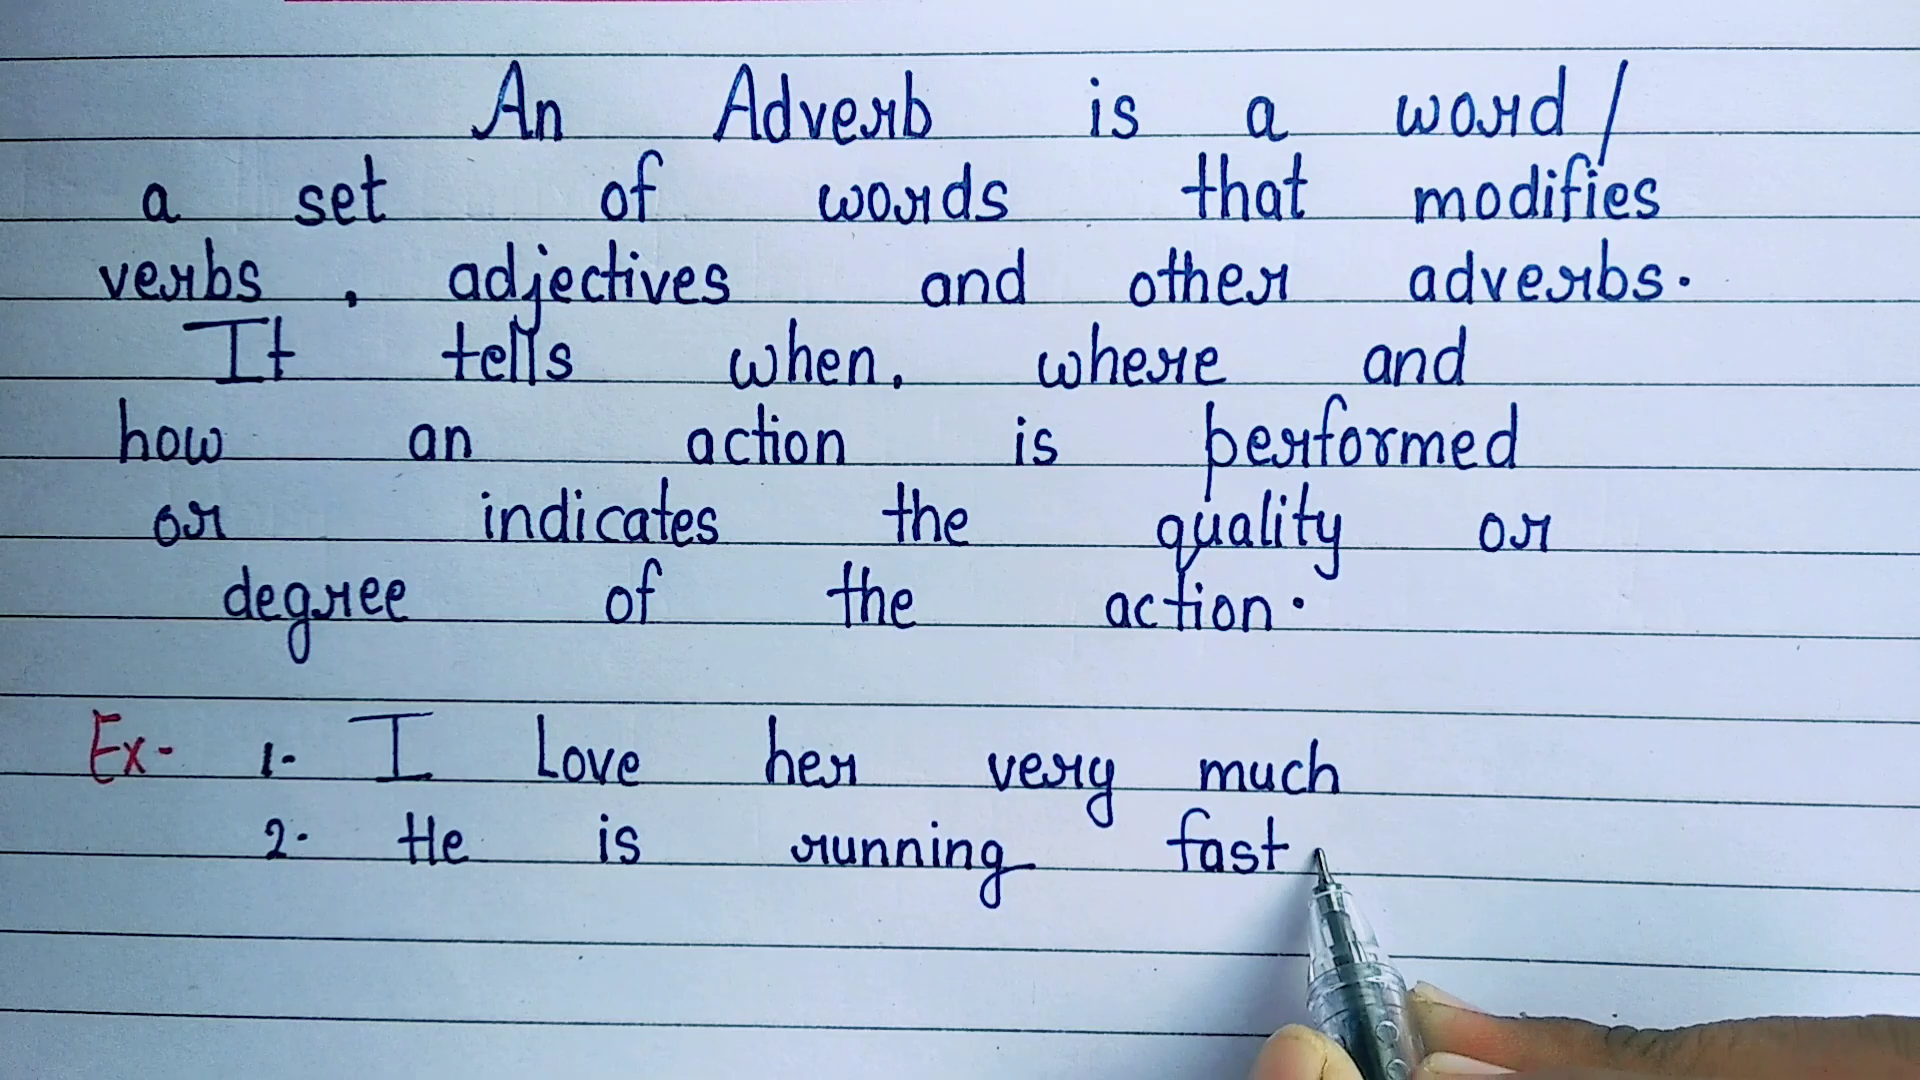 An Adverb is a word /
a set of words that modifies
verbs , adjectives and other adverbs.
It tells when, where and
how an action is performed
or indicates the quality or
degree of the action.
Ex- 1- I Love her very much
2- He is running fast